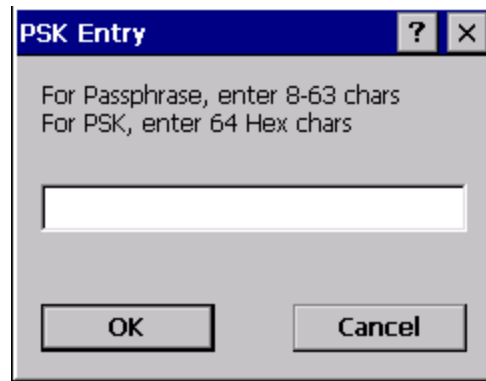 PSK Entry ? ×
For Passphrase, enter 8-63 chars
For PSK, enter 64 Hex chars
OK Cancel